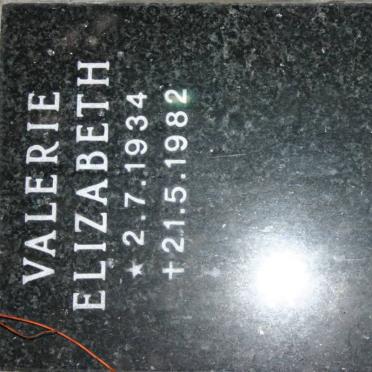 VALERIE
ELIZABETH
★ 2.7.1934
†21.5.1982